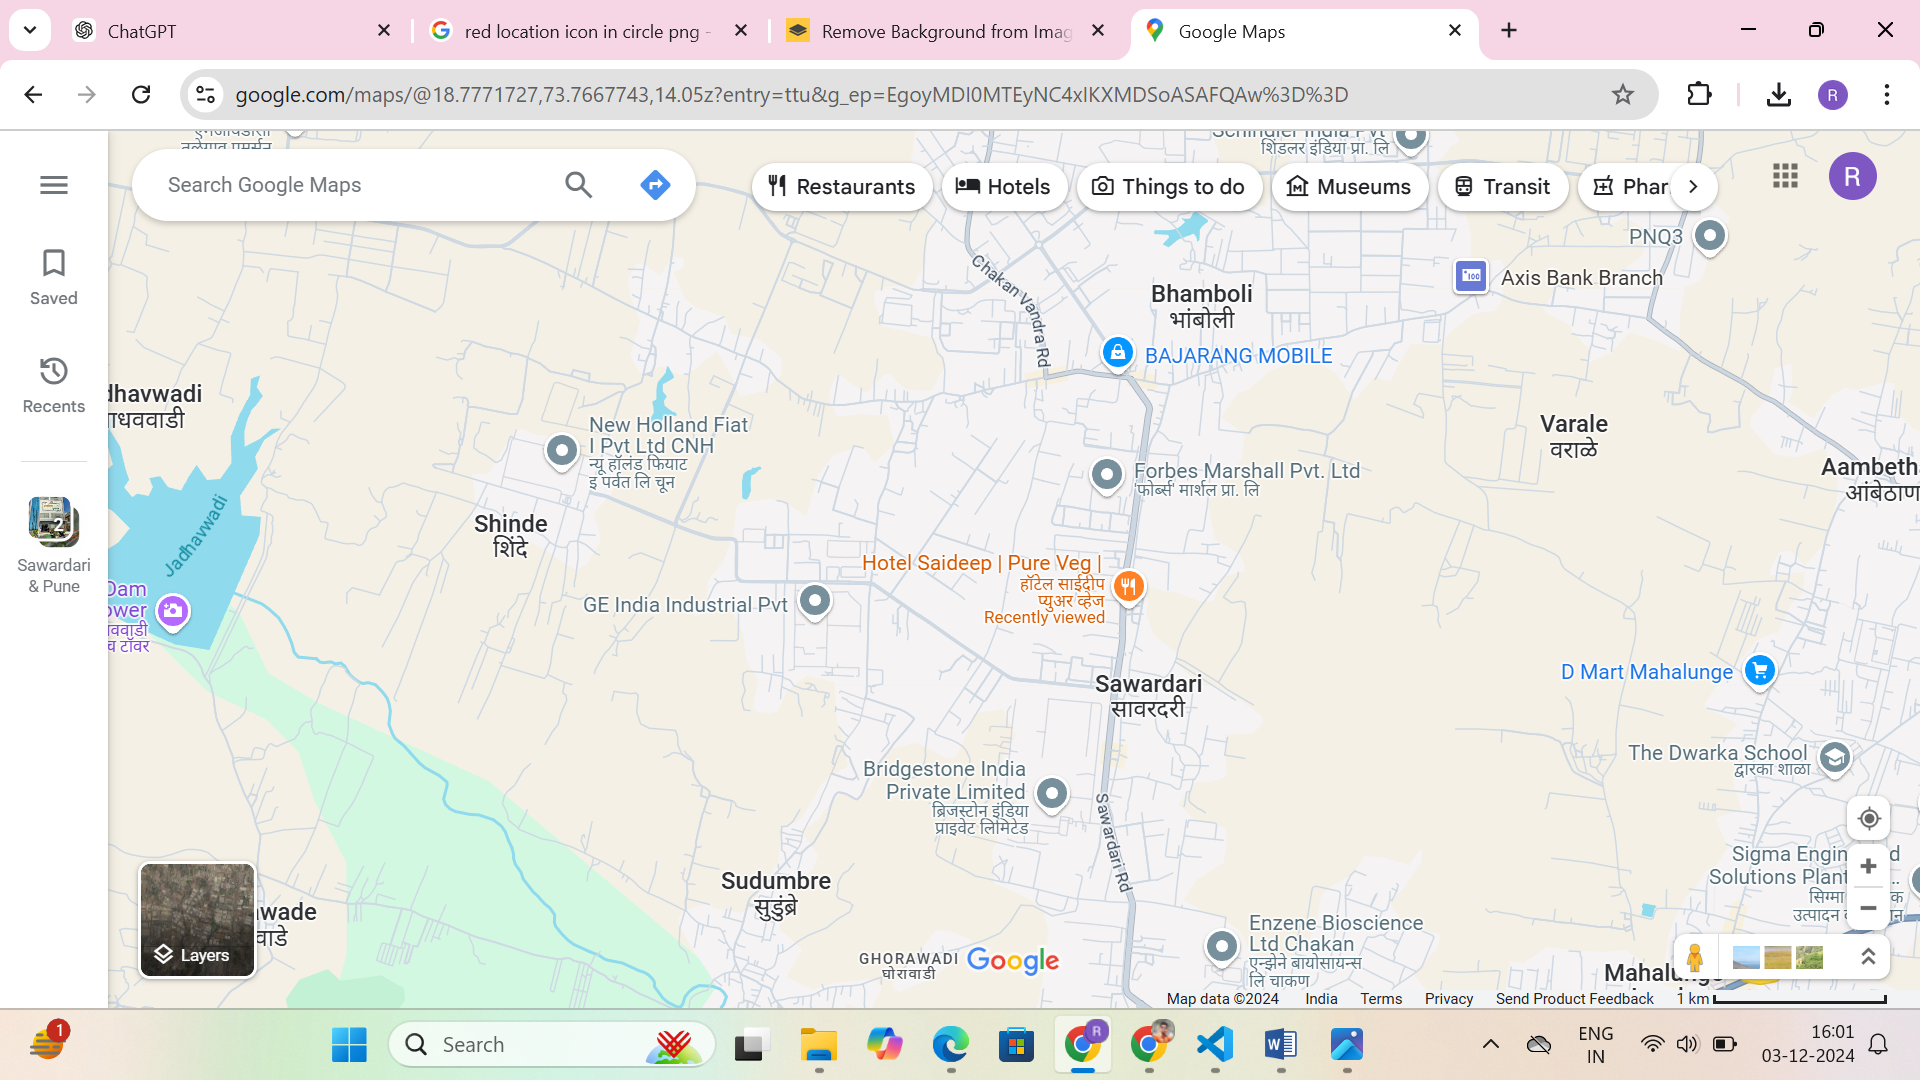 ChatGPT
red location icon in circle png -
Remove Background from Imag
Google Maps
google.com/maps/@18.7771727,73.7667743,14.05z?entry=ttu&g_ep=EgoyMDI0MTEyNC4xIKXMDSoASAFQAw%3D%3D
R
Search Google Maps
Restaurants
Hotels
Things to do
Museums
Transit
Phar
R
Saved
Recents
2
Sawardari
& Pune
Schindler India Pvt
शिंडलर इंडिया प्रा. लि
PNQ3
100
Axis Bank Branch
Chakan Vandra Rd
Bhamboli
भांबोली
BAJARANG MOBILE
dhavwadi
ाधववाडी
New Holland Fiat
I Pvt Ltd CNH
न्यू हॉलंड फियाट
इ पर्वत लि चून
Varale
वराळे
Forbes Marshall Pvt. Ltd
'फोर्ब्स' मार्शल प्रा. लि
Aambetha
आंबेठाण
Jadhavwadi
Shinde
शिंदे
Hotel Saideep | Pure Veg |
हॉटेल साईदीप
प्युअर व्हेज
Recently viewed
Dam
ower
ववाडी
च टॉवर
GE India Industrial Pvt
Sawardari
सावरदरी
D Mart Mahalunge
The Dwarka School
द्वारका शाळा
Bridgestone India
Private Limited
ब्रिजस्टोन इंडिया
प्राइवेट लिमिटेड
Sawardari Rd
Sigma Engin
d
Solutions Plant
...
सिग्मा
क
उत्पादन
न
Sudumbre
सुदुंब्रे
wade
वाडे
Layers
Enzene Bioscience
Ltd Chakan
एन्झेने बायोसायन्स
लि चाकण
GHORAWADI
घोरावाडी
Google
Mahalunge
Map data ©2024
India
Terms
Privacy
Send Product Feedback
1 km
1
Search
R
ENG
IN
16:01
03-12-2024